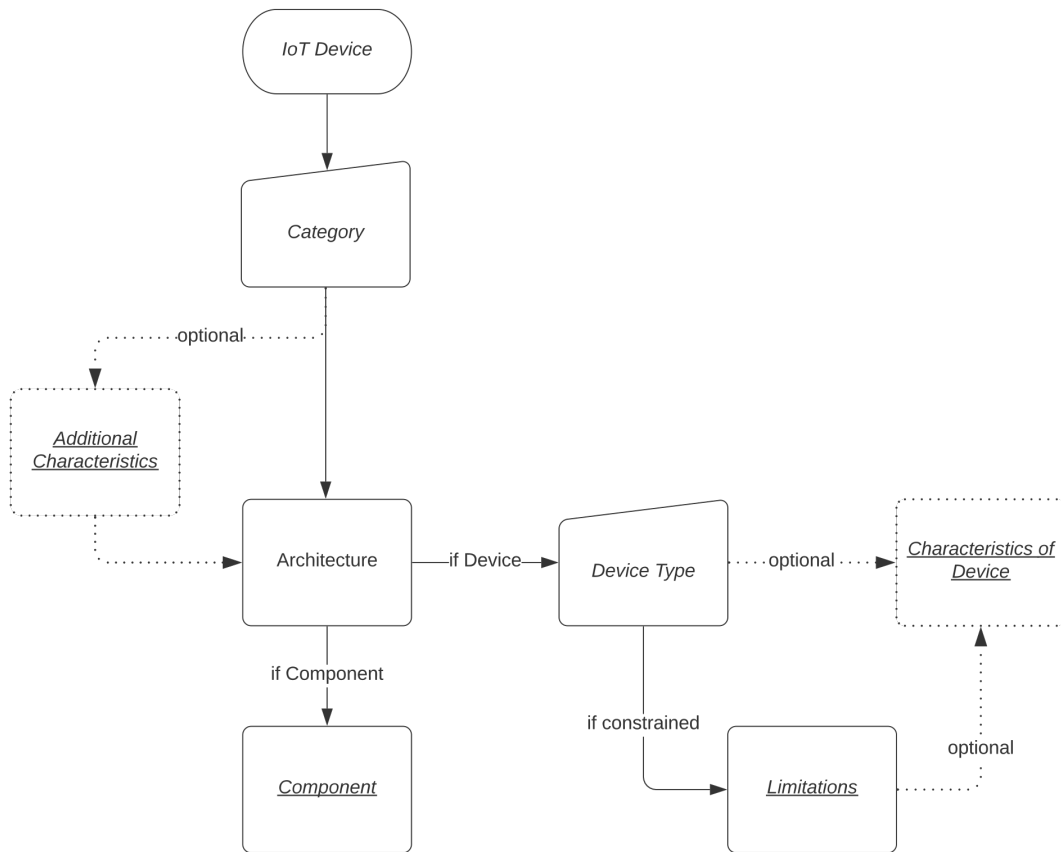 IoT Device
Category
optional
Additional
Characteristics
Architecture
if Device
Device Type
optional
Characteristics of
Device
if Component
if constrained
optional
Component
Limitations